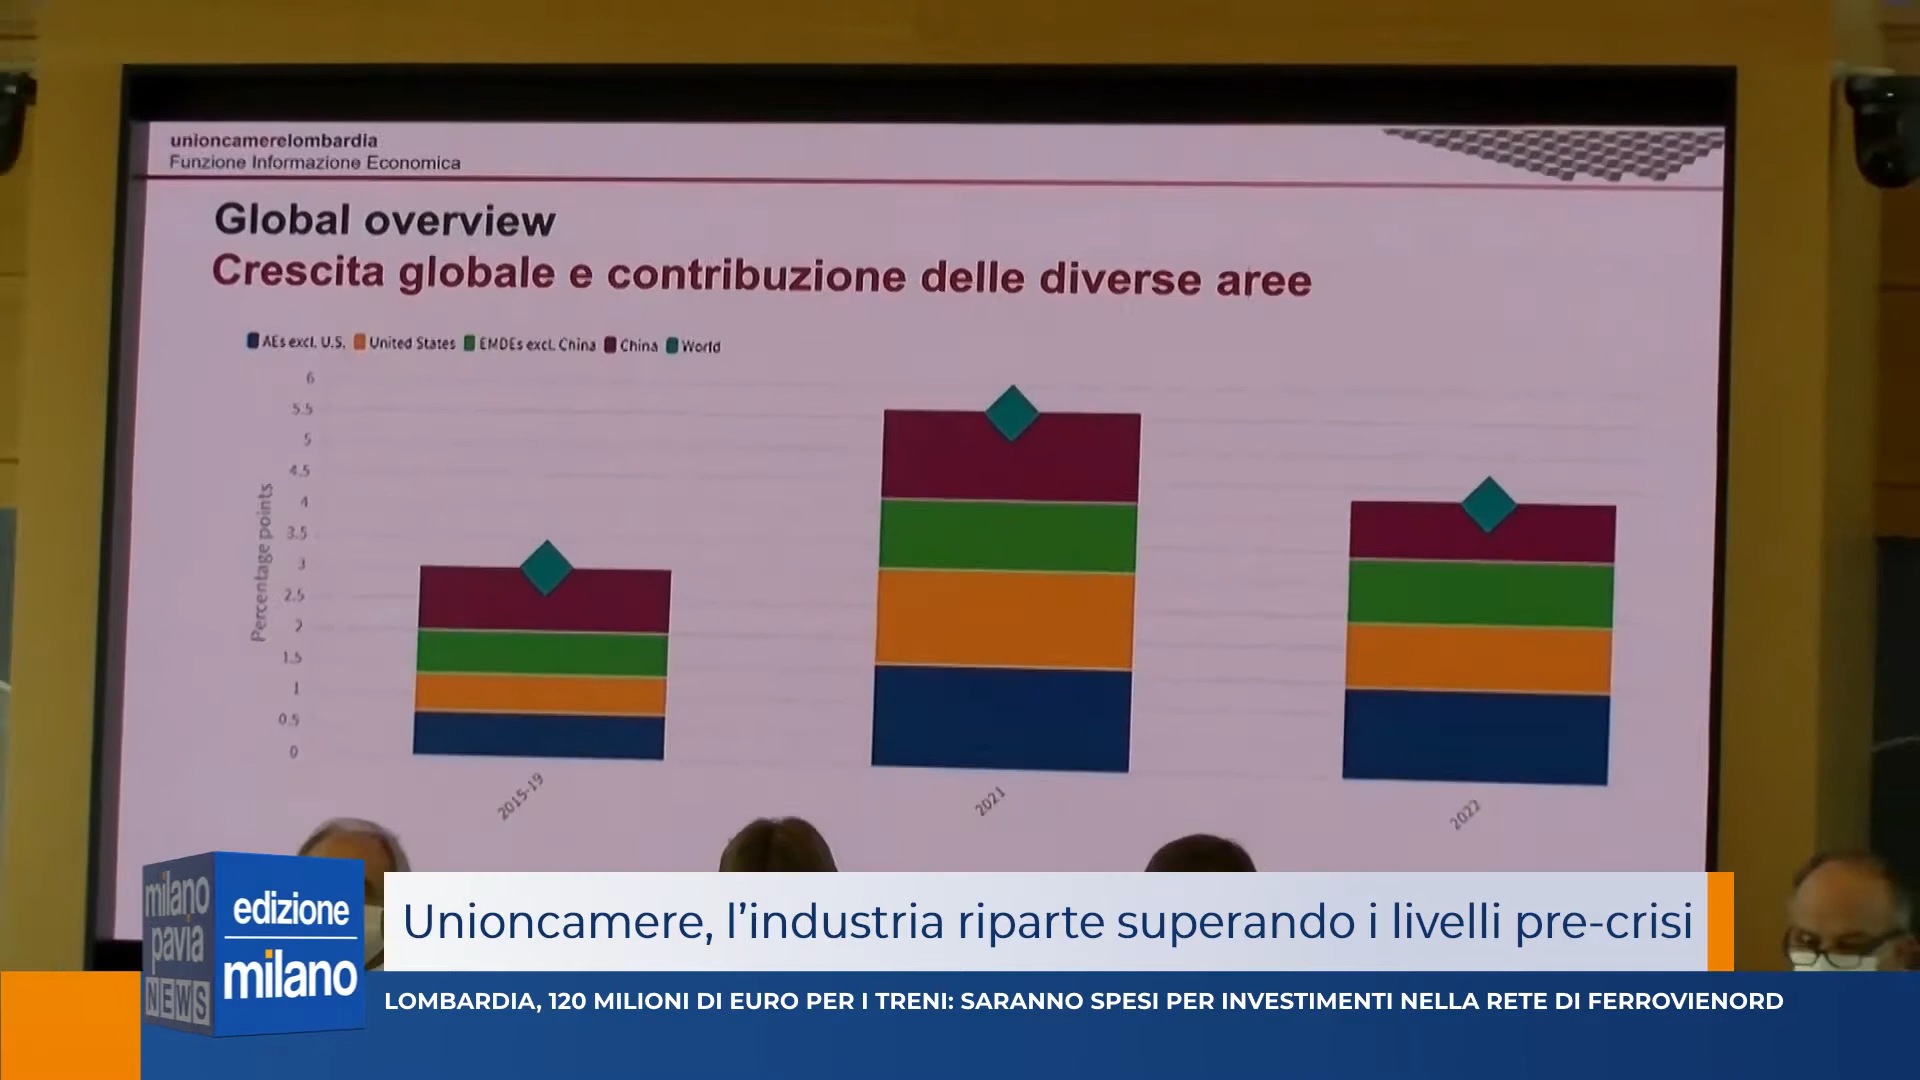 unioncamerelombardia
Funzione Informazione Economica
Global overview
Crescita globale e contribuzione delle diverse aree
AEs excl. U.S. United States EMDEs excl. China China World
Percentage points
6
5.5
5
4.5
4
3.5
3
2.5
2
1.5
1
0.5
0
2015-19
2021
2022
milano
pavia
NEWS
edizione
milano
Unioncamere, l’industria riparte superando i livelli pre-crisi
LOMBARDIA, 120 MILIONI DI EURO PER I TRENI: SARANNO SPESI PER INVESTIMENTI NELLA RETE DI FERROVIENORD